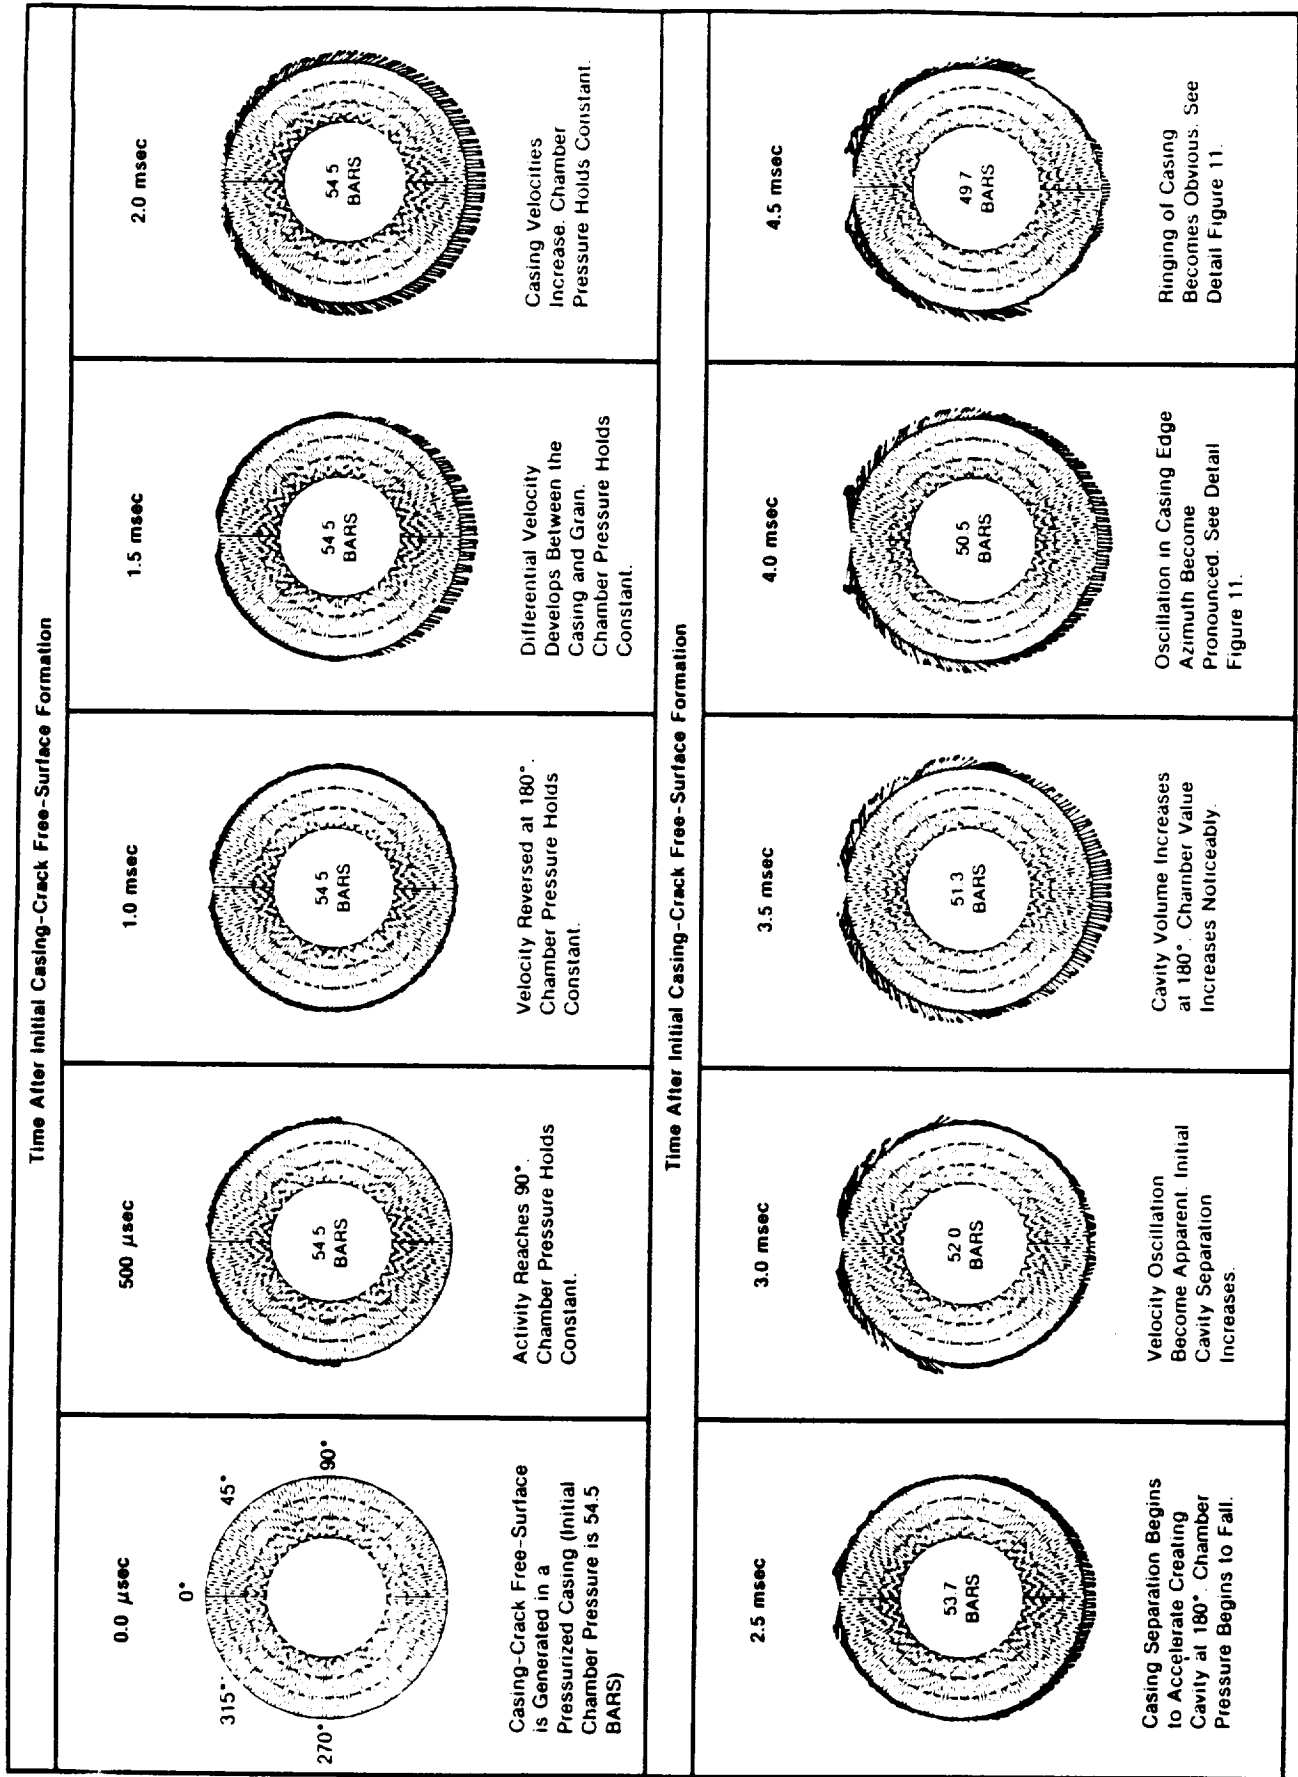 Time After Initial Casing-Crack Free-Surface Formation
0.0 μsec
0°
45°
90°
315°
270°
Casing-Crack Free-Surface
is Generated in a
Pressurized Casing (Initial
Chamber Pressure is 54.5
BARS)
500 μsec
54.5
BARS
Activity Reaches 90°.
Chamber Pressure Holds
Constant.
1.0 msec
54 5
BARS
Velocity Reversed at 180°.
Chamber Pressure Holds
Constant.
1.5 msec
54 5
BARS
Differential Velocity
Develops Between the
Casing and Grain.
Chamber Pressure Holds
Constant.
2.0 msec
54 5
BARS
Casing Velocities
Increase. Chamber
Pressure Holds Constant.
Time After Initial Casing-Crack Free-Surface Formation
2.5 msec
53 7
BARS
Casing Separation Begins
to Accelerate Creating
Cavity at 180°. Chamber
Pressure Begins to Fall.
3.0 msec
52 0
BARS
Velocity Oscillation
Become Apparent. Initial
Cavity Separation
Increases.
3.5 msec
51.3
BARS
Cavity Volume Increases
at 180°. Chamber Value
Increases Noticeably.
4.0 msec
50.5
BARS
Oscillation in Casing Edge
Azimuth Become
Pronounced. See Detail
Figure 11.
4.5 msec
49 7
BARS
Ringing of Casing
Becomes Obvious. See
Detail Figure 11.